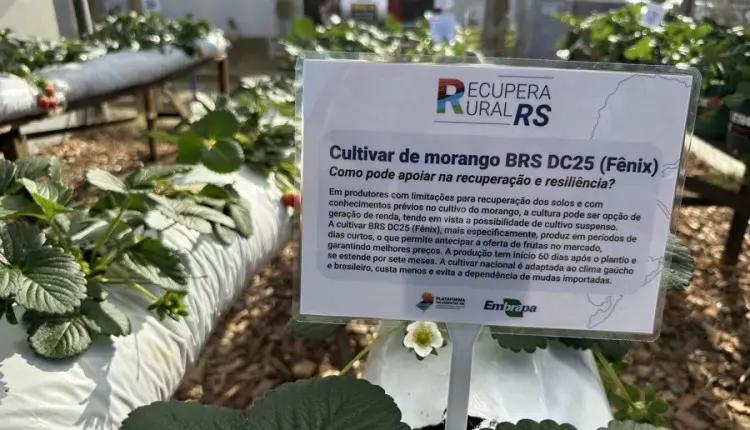 RECUPERA
RURAL RS
Cultivar de morango BRS DC25 (Fênix)
Como pode apoiar na recuperação e resiliência?
Em produtores com limitações para recuperação dos solos e com
conhecimentos prévios no cultivo do morango, a cultura pode ser opção de
geração de renda, tendo em vista a possibilidade de cultivo suspenso.
A cultivar BRS DC25 (Fênix), mais especificamente, produz em períodos de
dias curtos, o que permite antecipar a oferta de frutas no mercado,
garantindo melhores preços. A produção tem início 60 dias após o plantio e
se estende por sete meses. A cultivar nacional é adaptada ao clima gaúcho
e brasileiro, custa menos e evita a dependência de mudas importadas.
PLATAFORMA
Embrapa